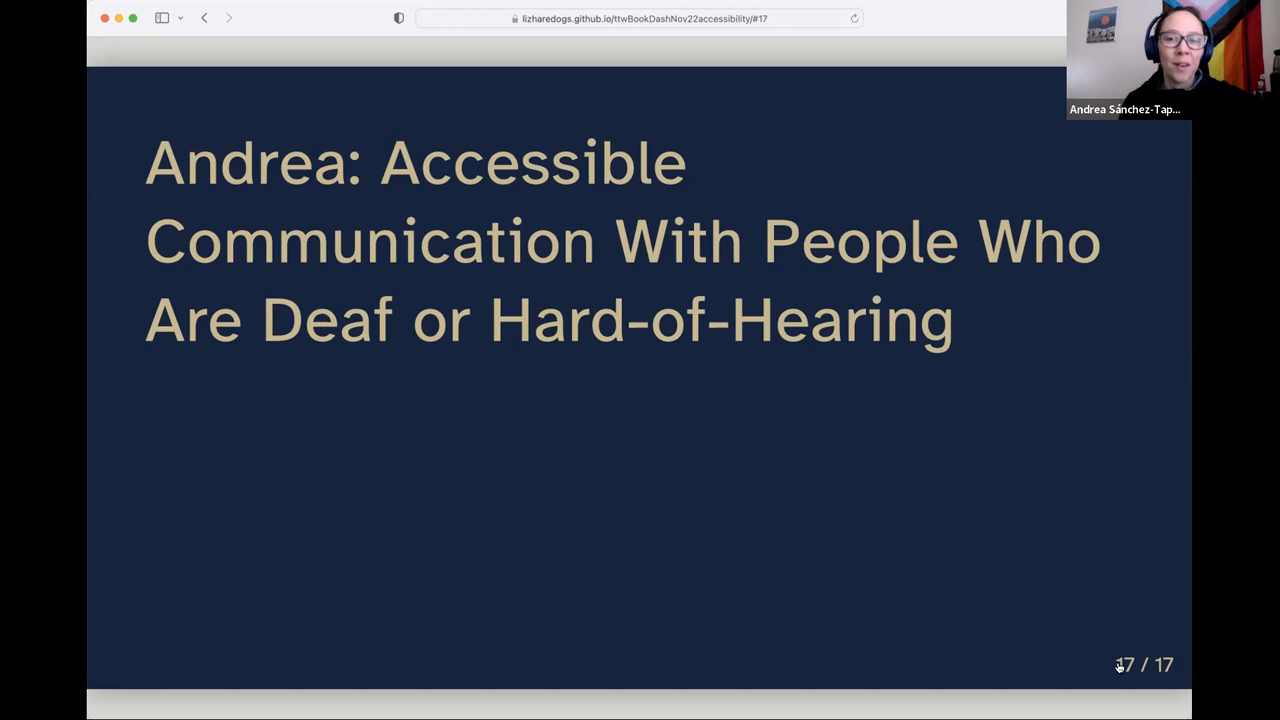 lizharedogs.github.io/ttwBookDashNov22accessibility/#17
Andrea Sánchez-Tap...
Andrea: Accessible
Communication With People Who
Are Deaf or Hard-of-Hearing
17 / 17